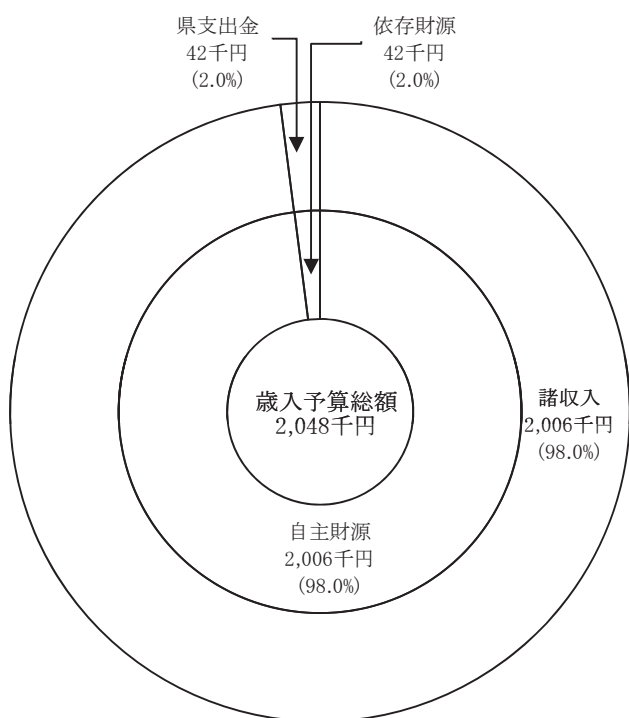 県支出金
42千円
(2.0%)
依存財源
42千円
(2.0%)
歳入予算総額
2,048千円
諸収入
2,006千円
(98.0%)
自主財源
2,006千円
(98.0%)